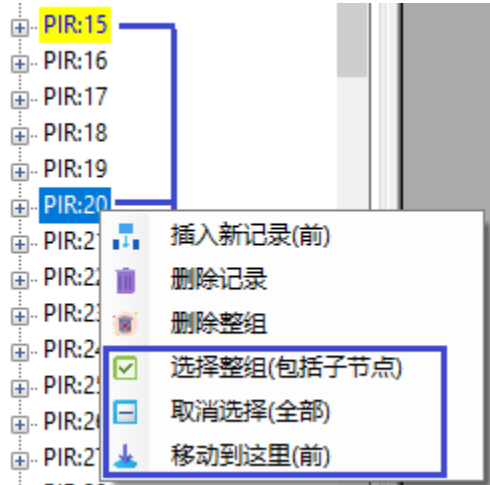 PIR:15
PIR:16
PIR:17
PIR:18
PIR:19
PIR:20
插入新记录(前)
删除记录
删除整组
选择整组(包括子节点)
取消选择(全部)
移动到这里(前)